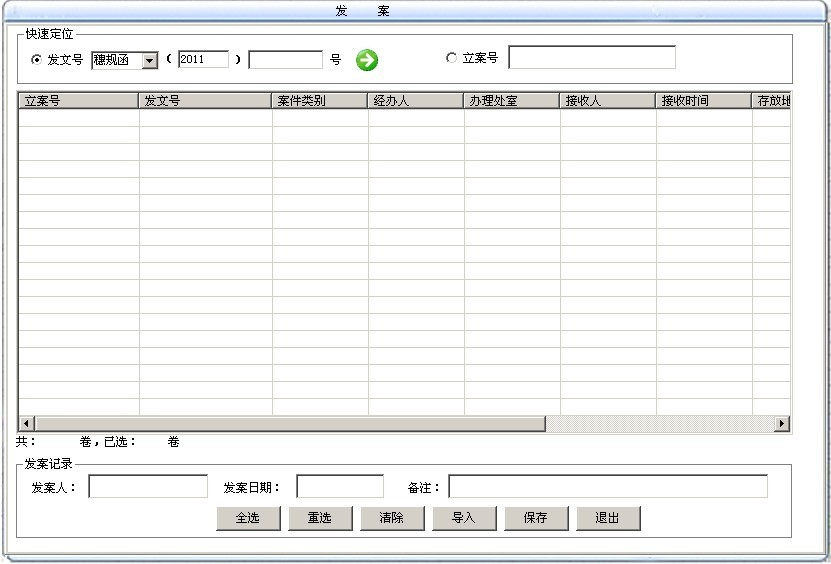 发 案
快速定位
发文号 穗规函 ( 2011 ) 号 立案号
立案号 发文号 案件类别 经办人 办理处室 接收人 接收时间 存放地
共： 卷，已选： 卷
发案记录
发案人： 发案日期： 备注：
全选 重选 清除 导入 保存 退出